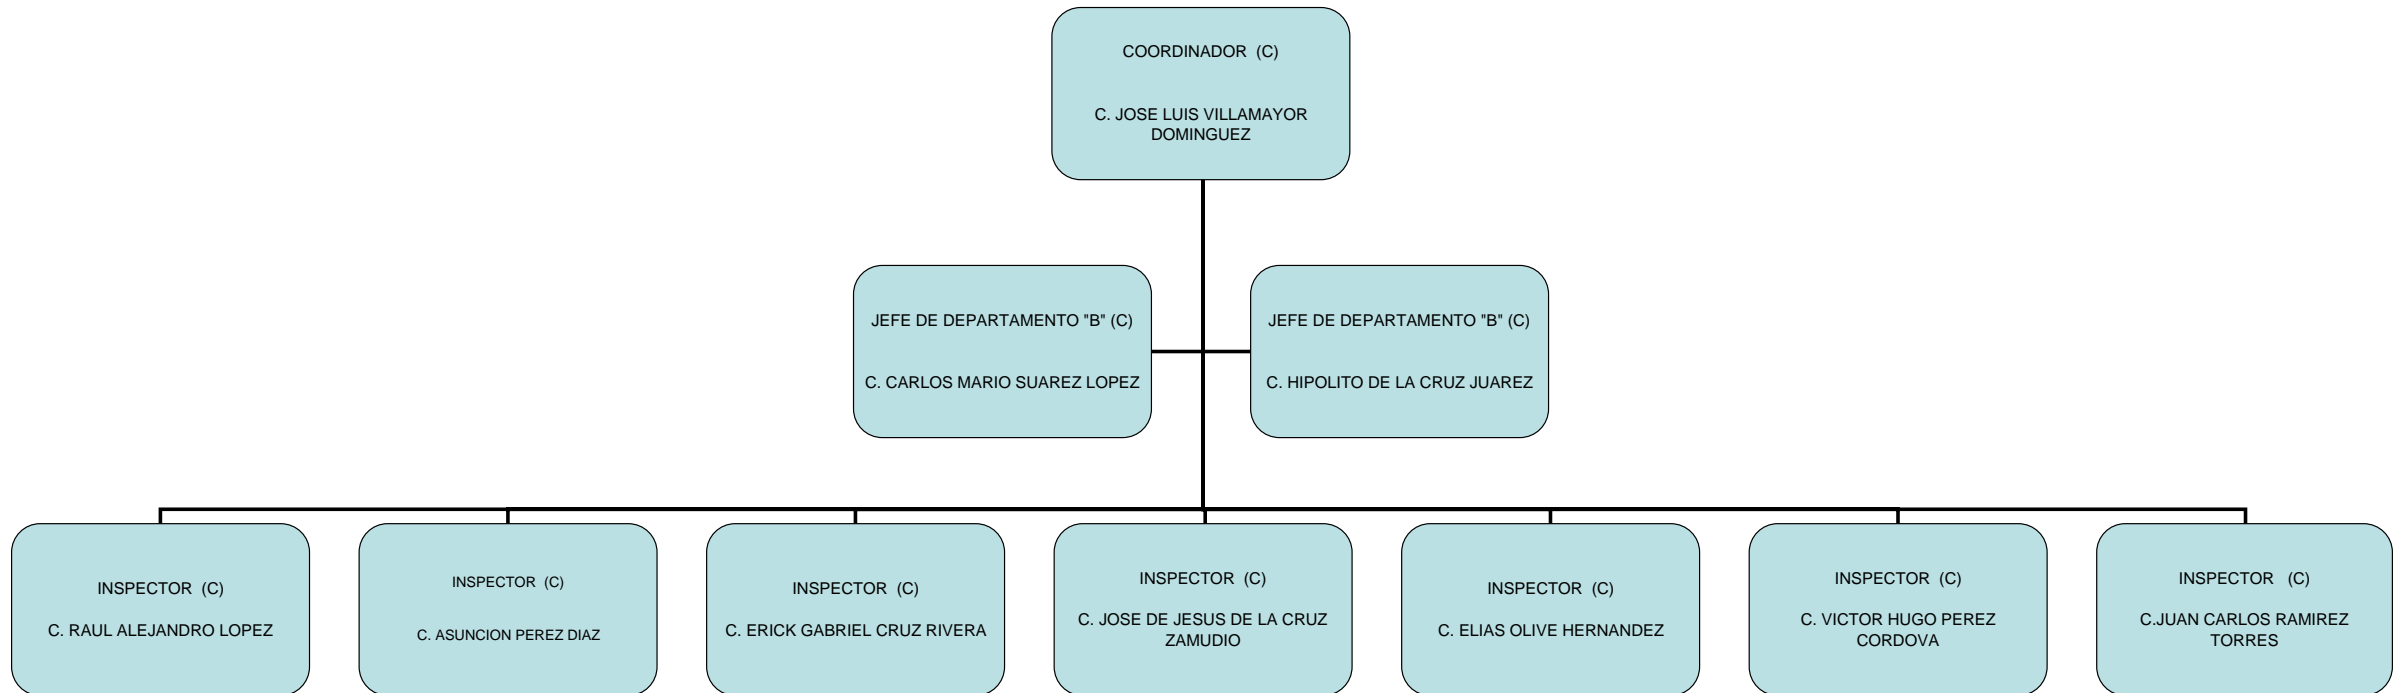 COORDINADOR (C)
C. JOSE LUIS VILLAMAYOR
DOMINGUEZ
JEFE DE DEPARTAMENTO "B" (C)
C. CARLOS MARIO SUAREZ LOPEZ
JEFE DE DEPARTAMENTO "B" (C)
C. HIPOLITO DE LA CRUZ JUAREZ
INSPECTOR (C)
C. RAUL ALEJANDRO LOPEZ
INSPECTOR (C)
C. ASUNCION PEREZ DIAZ
INSPECTOR (C)
C. ERICK GABRIEL CRUZ RIVERA
INSPECTOR (C)
C. JOSE DE JESUS DE LA CRUZ
ZAMUDIO
INSPECTOR (C)
C. ELIAS OLIVE HERNANDEZ
INSPECTOR (C)
C. VICTOR HUGO PEREZ
CORDOVA
INSPECTOR (C)
C.JUAN CARLOS RAMIREZ
TORRES